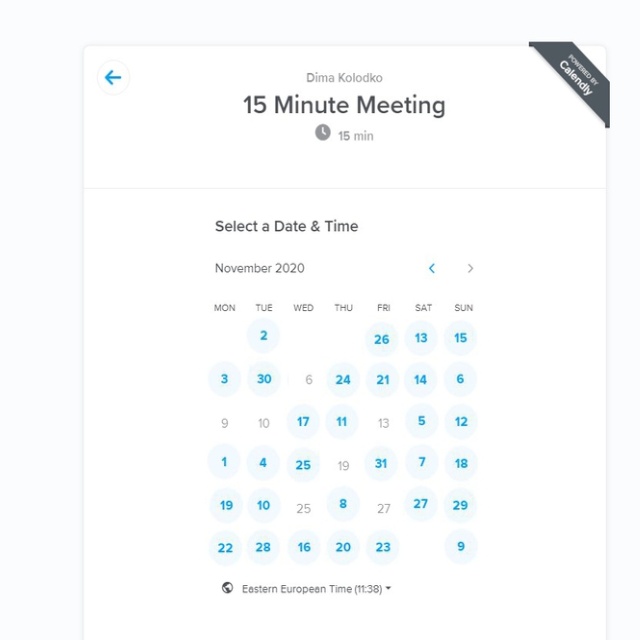 Dima Kolodko
15 Minute Meeting
15 min
POWERED BY
Calendly
Select a Date & Time
November 2020
MON TUE WED THU FRI SAT SUN
2 26 13 15
3 30 6 24 21 14 6
9 10 17 11 13 5 12
1 4 25 19 31 7 18
19 10 25 8 27 27 29
22 28 16 20 23 9
Eastern European Time (11:38)